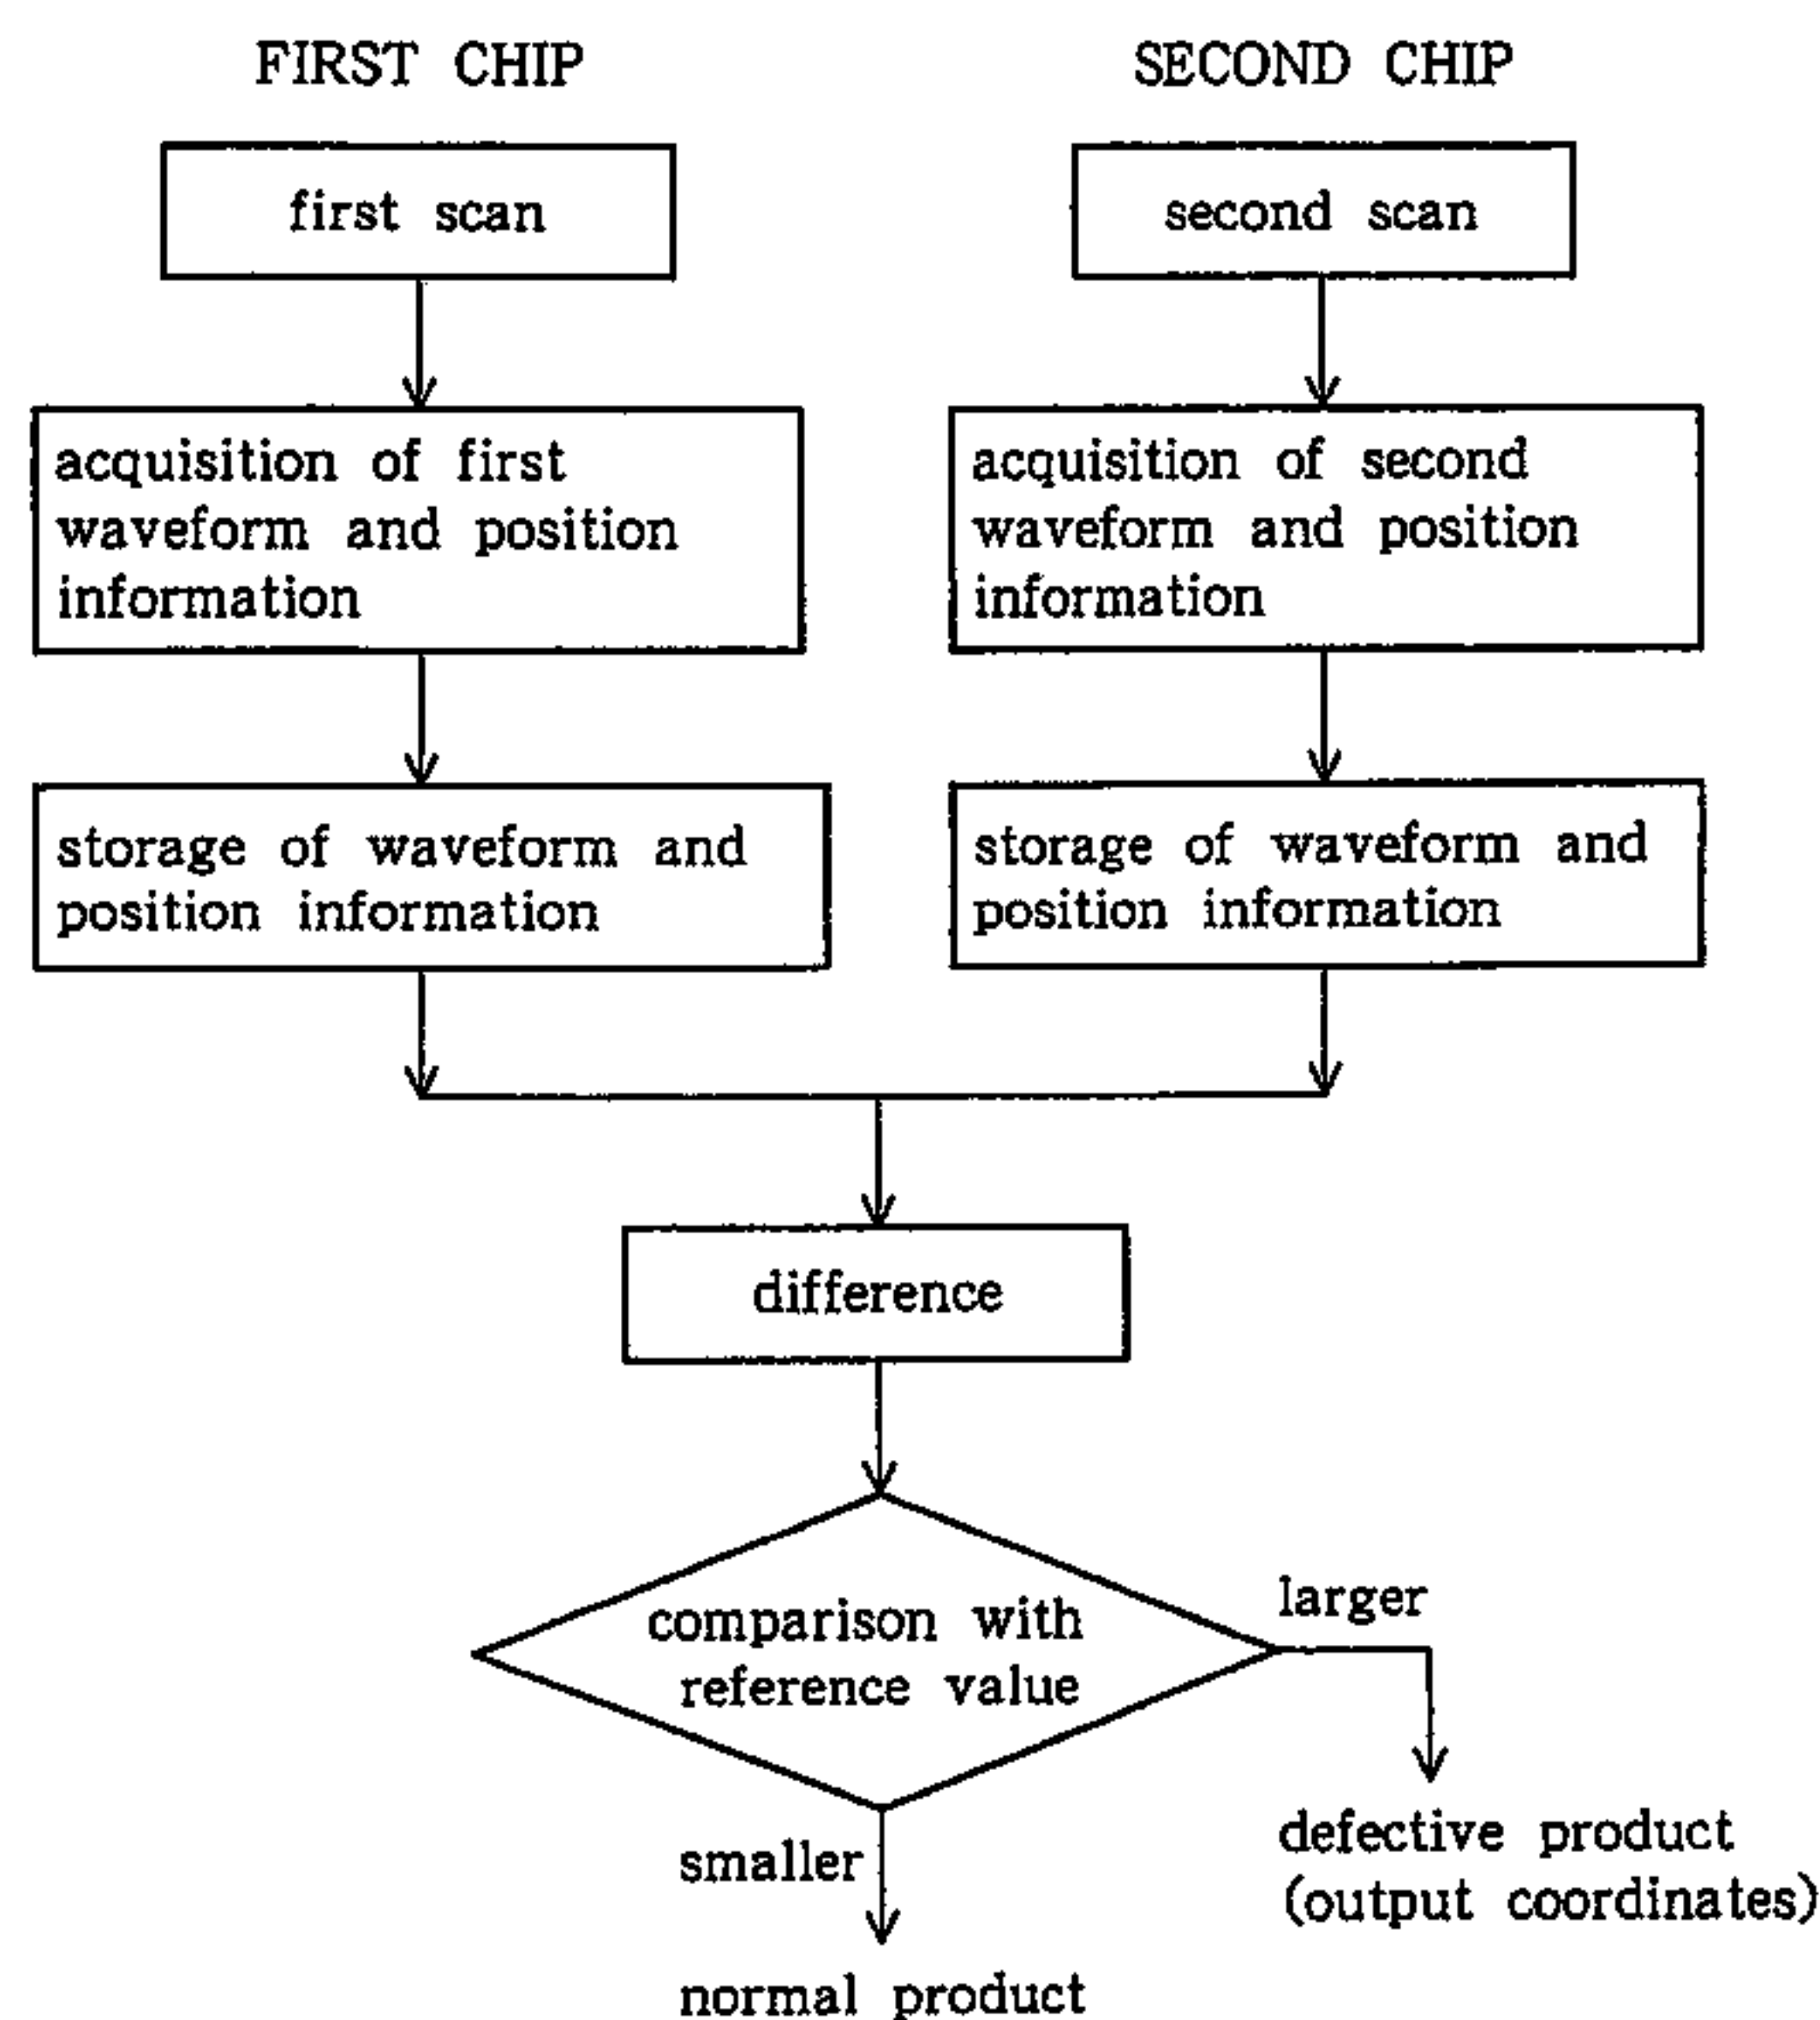 FIRST CHIP
SECOND CHIP
first scan
second scan
acquisition of first
waveform and position
information
acquisition of second
waveform and position
information
storage of waveform and
position information
storage of waveform and
position information
difference
comparison with
reference value
larger
smaller
defective product
(output coordinates)
normal product